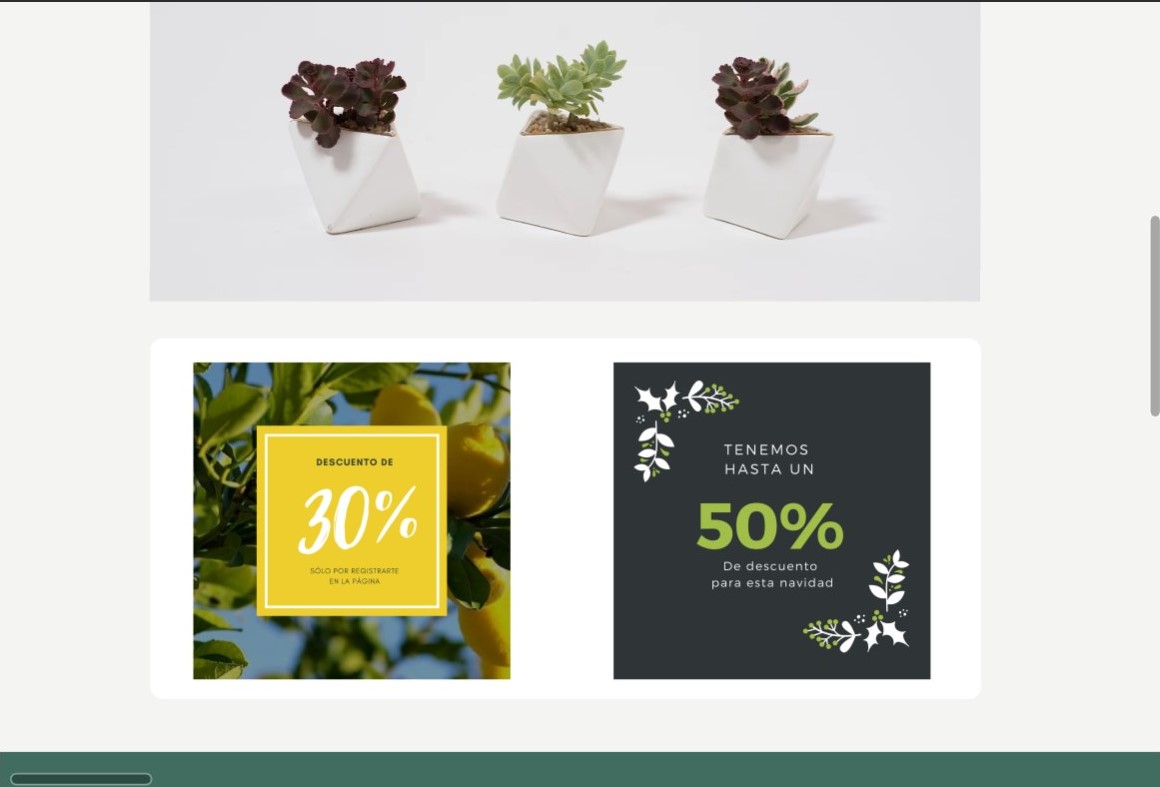 DESCUENTO DE
30%
SÓLO POR REGISTRARTE
EN LA PÁGINA
TENEMOS
HASTA UN
50%
De descuento
para esta navidad